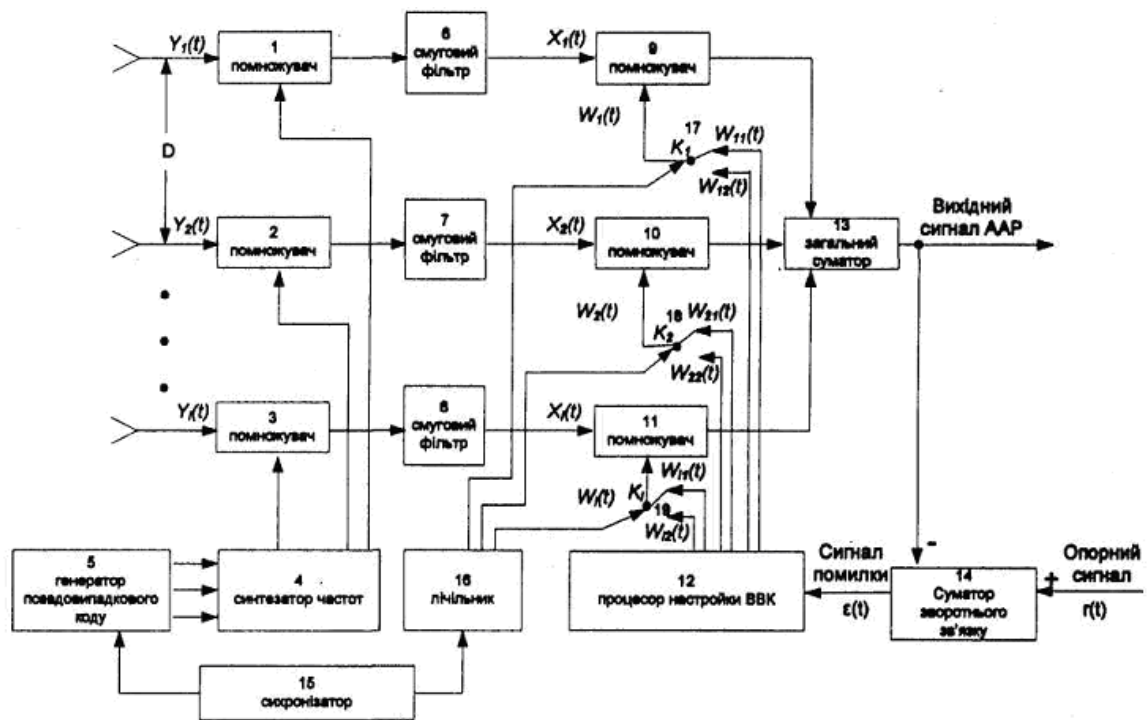 Y₁(t)
1
помножувач
6
смуговий
фільтр
X₁(t)
9
помножувач
W₁(t)
17
K₁
W₁₁(t)
W₁₂(t)
D
Y₂(t)
2
помножувач
7
смуговий
фільтр
X₂(t)
10
помножувач
13
загальний
суматор
Вихідний
сигнал ААР
W₂(t)
18
K₂
W₂₁(t)
W₂₂(t)
Yᵢ(t)
3
помножувач
8
смуговий
фільтр
Xᵢ(t)
11
помножувач
Wᵢ(t)
Kᵢ
19
Wᵢ₁(t)
Wᵢ₂(t)
5
генератор
псевдовипадкового
коду
4
синтезатор частот
16
лічільник
12
процесор настройки ВВК
Сигнал
помилки
ε(t)
-
14
Суматор
зворотнього
зв'язку
+
Опорний
сигнал
r(t)
15
сихронізатор